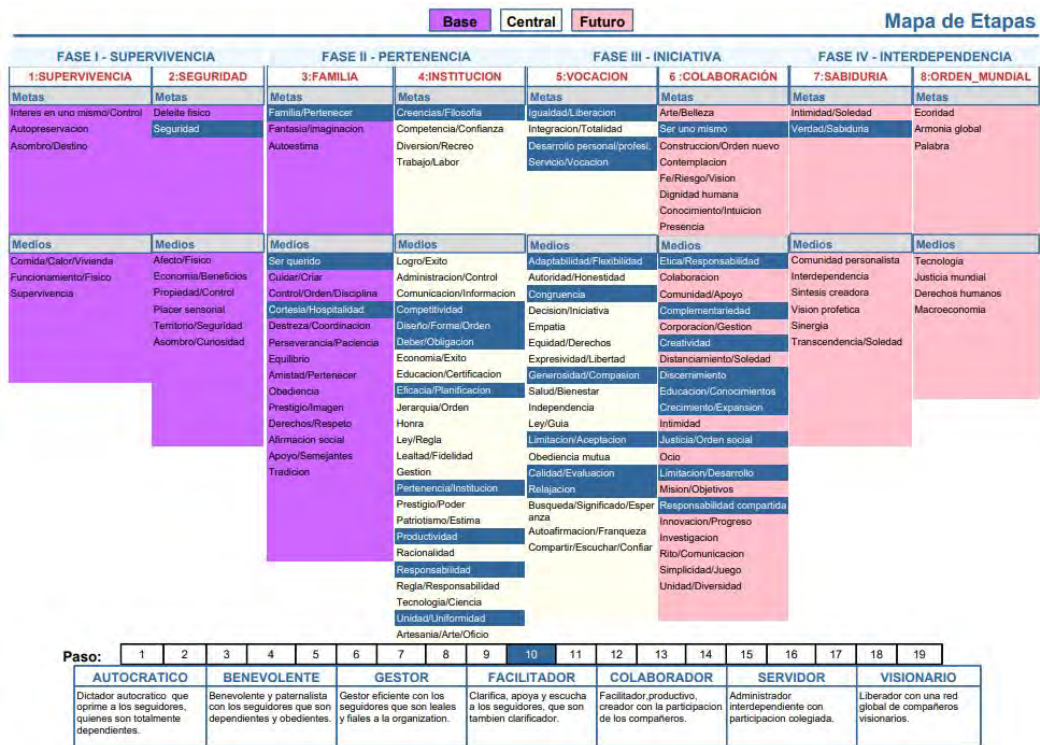 Base Central Futuro
Mapa de Etapas
FASE I - SUPERVIVENCIA
FASE II - PERTENENCIA
FASE III - INICIATIVA
FASE IV - INTERDEPENDENCIA
1:SUPERVIVENCIA
Metas
Interes en uno mismo/Control
Autopreservacion
Asombro/Destino
Medios
Comida/Calor/Vivienda
Funcionamiento/Fisico
Supervivencia
2:SEGURIDAD
Metas
Deleite fisico
Seguridad
Medios
Afecto/Fisico
Economia/Beneficios
Propiedad/Control
Placer sensorial
Territorio/Seguridad
Asombro/Curiosidad
3:FAMILIA
Metas
Familia/Pertenecer
Fantasia/imaginacion
Autoestima
Medios
Ser querido
Cuidar/Criar
Control/Orden/Disciplina
Cortesia/Hospitalidad
Destreza/Coordinacion
Perseverancia/Paciencia
Equilibrio
Amistad/Pertenecer
Obediencia
Prestigio/Imagen
Derechos/Respeto
Afirmacion social
Apoyo/Semejantes
Tradicion
4:INSTITUCION
Metas
Creencias/Filosofia
Competencia/Confianza
Diversion/Recreo
Trabajo/Labor
Medios
Logro/Exito
Administracion/Control
Comunicacion/Informacion
Competitividad
Diseño/Forma/Orden
Deber/Obligacion
Economia/Exito
Educacion/Certificacion
Eficacia/Planificacion
Jerarquia/Orden
Honra
Ley/Regla
Lealtad/Fidelidad
Gestion
Pertenencia/Institucion
Prestigio/Poder
Patriotismo/Estima
Productividad
Racionalidad
Responsabilidad
Regla/Responsabilidad
Tecnologia/Ciencia
Unidad/Uniformidad
Artesania/Arte/Oficio
5:VOCACION
Metas
Igualdad/Liberacion
Integracion/Totalidad
Desarrollo personal/profesi.
Servicio/Vocacion
Medios
Adaptabilidad/Flexibilidad
Autoridad/Honestidad
Congruencia
Decision/Iniciativa
Empatia
Equidad/Derechos
Expresividad/Libertad
Generosidad/Compasion
Salud/Bienestar
Independencia
Ley/Guia
Limitacion/Aceptacion
Obediencia mutua
Calidad/Evaluacion
Relajacion
Busqueda/Significado/Esper
anza
Autoafirmacion/Franqueza
Compartir/Escuchar/Confiar
6 :COLABORACIÓN
Metas
Arte/Belleza
Ser uno mismo
Construccion/Orden nuevo
Contemplacion
Fe/Riesgo/Vision
Dignidad humana
Conocimiento/Intuicion
Presencia
Medios
Etica/Responsabilidad
Colaboracion
Comunidad/Apoyo
Complementariedad
Corporacion/Gestion
Creatividad
Distanciamiento/Soledad
Discernimiento
Educacion/Conocimientos
Crecimiento/Expansion
Intimidad
Justicia/Orden social
Ocio
Limitacion/Desarrollo
Mision/Objetivos
Responsabilidad compartida
Innovacion/Progreso
Investigacion
Rito/Comunicacion
Simplicidad/Juego
Unidad/Diversidad
7:SABIDURIA
Metas
Intimidad/Soledad
Verdad/Sabiduria
Medios
Comunidad personalista
Interdependencia
Sintesis creadora
Vision profetica
Sinergia
Transcendencia/Soledad
8:ORDEN_MUNDIAL
Metas
Ecoridad
Armonia global
Palabra
Medios
Tecnologia
Justicia mundial
Derechos humanos
Macroeconomia
Paso: 1 2 3 4 5 6 7 8 9 10 11 12 13 14 15 16 17 18 19
AUTOCRATICO
Dictador autocratico que
oprime a los seguidores,
quienes son totalmente
dependientes.
BENEVOLENTE
Benevolente y paternalista
con los seguidores que son
dependientes y obedientes.
GESTOR
Gestor eficiente con los
seguidores que son leales
y fiales a la organization.
FACILITADOR
Clarifica, apoya y escucha
a los seguidores, que son
tambien clarificador.
COLABORADOR
Facilitador,productivo,
creador con la participacion
de los compañeros.
SERVIDOR
Administrador
interdependiente con
participacion colegiada.
VISIONARIO
Liberador con una red
global de compañeros
visionarios.